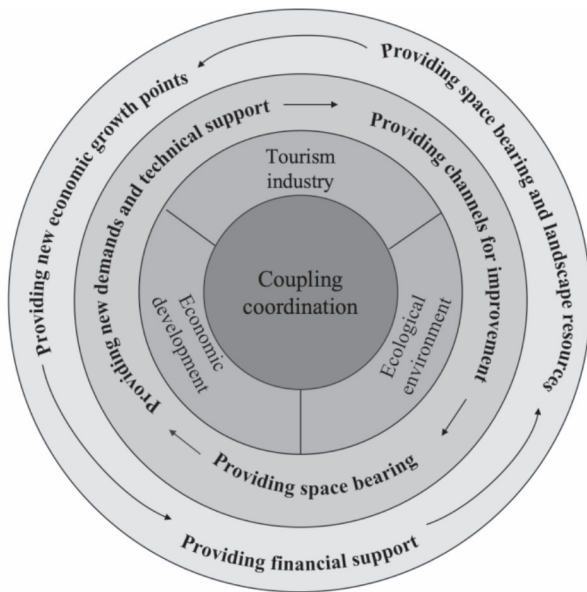 Providing new economic growth points
Providing space bearing and landscape resources
Providing new demands and technical support
Providing channels for improvement
Tourism
industry
Coupling
coordination
Economic
development
Ecological
environment
Providing space bearing
Providing financial support